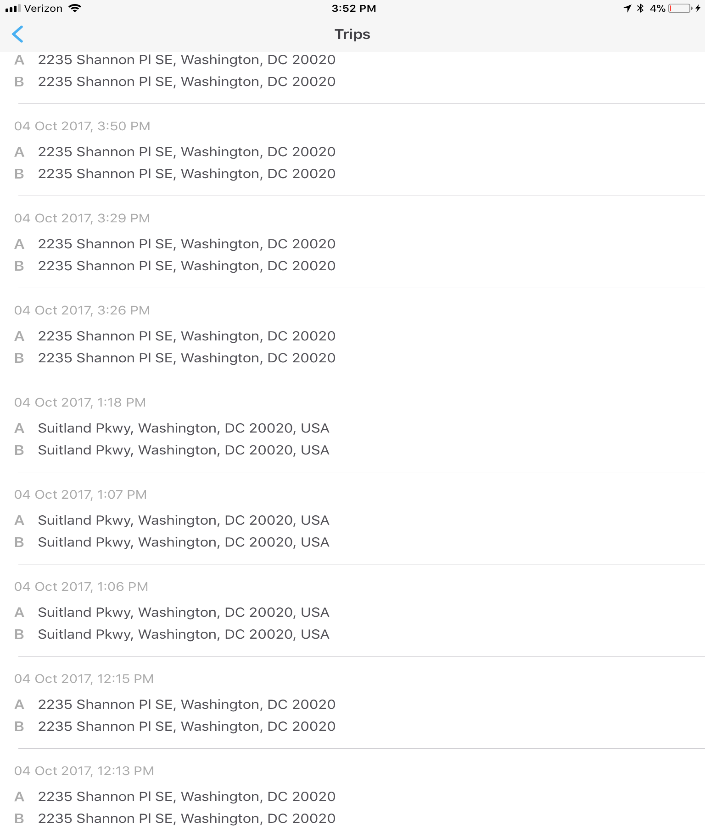 Verizon 3:52 PM 4%
Trips
A 2235 Shannon Pl SE, Washington, DC 20020
B 2235 Shannon Pl SE, Washington, DC 20020
04 Oct 2017, 3:50 PM
A 2235 Shannon Pl SE, Washington, DC 20020
B 2235 Shannon Pl SE, Washington, DC 20020
04 Oct 2017, 3:29 PM
A 2235 Shannon Pl SE, Washington, DC 20020
B 2235 Shannon Pl SE, Washington, DC 20020
04 Oct 2017, 3:26 PM
A 2235 Shannon Pl SE, Washington, DC 20020
B 2235 Shannon Pl SE, Washington, DC 20020
04 Oct 2017, 1:18 PM
A Suitland Pkwy, Washington, DC 20020, USA
B Suitland Pkwy, Washington, DC 20020, USA
04 Oct 2017, 1:07 PM
A Suitland Pkwy, Washington, DC 20020, USA
B Suitland Pkwy, Washington, DC 20020, USA
04 Oct 2017, 1:06 PM
A Suitland Pkwy, Washington, DC 20020, USA
B Suitland Pkwy, Washington, DC 20020, USA
04 Oct 2017, 12:15 PM
A 2235 Shannon Pl SE, Washington, DC 20020
B 2235 Shannon Pl SE, Washington, DC 20020
04 Oct 2017, 12:13 PM
A 2235 Shannon Pl SE, Washington, DC 20020
B 2235 Shannon Pl SE, Washington, DC 20020